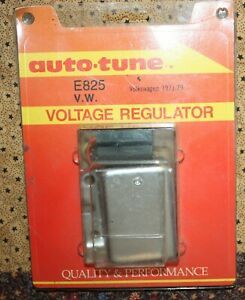 auto·tune
E825
V.W.
Volkswagen 1971-79
VOLTAGE REGULATOR
QUALITY & PERFORMANCE